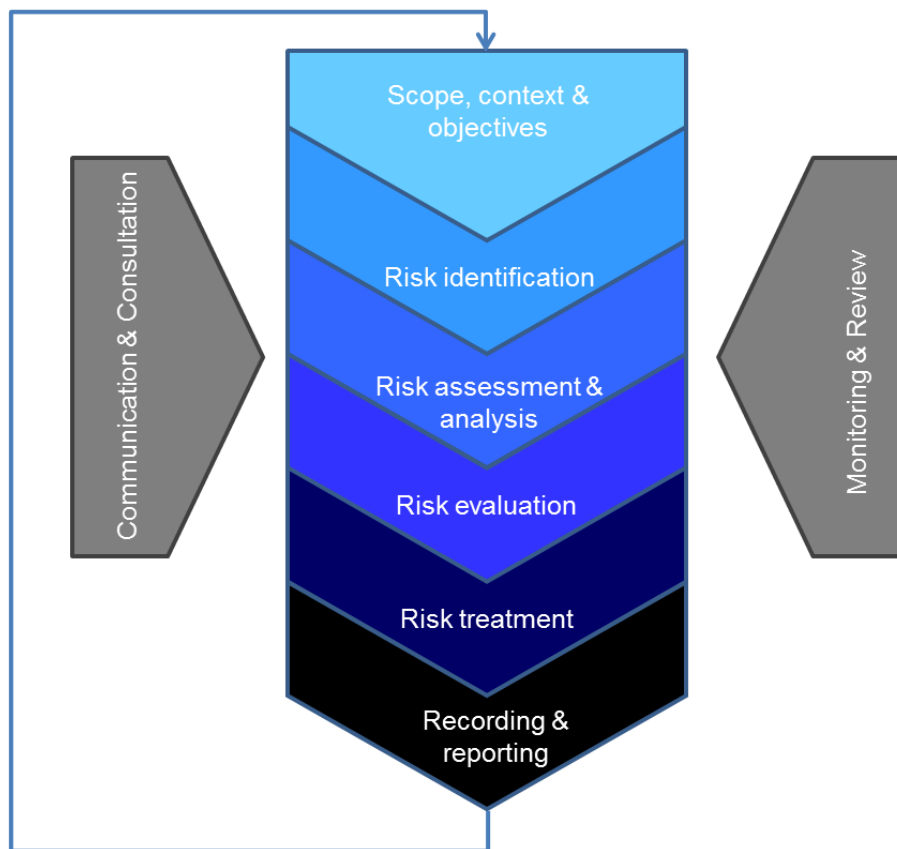 Scope, context &
objectives
Communication & Consultation
Risk identification
Risk assessment &
analysis
Risk evaluation
Risk treatment
Recording &
reporting
Monitoring & Review